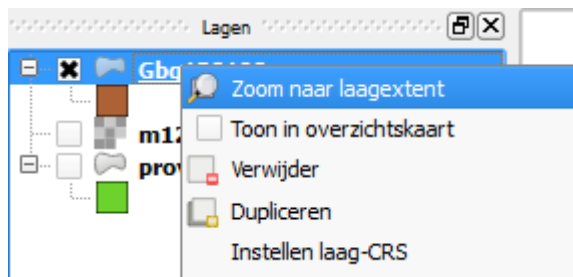 Lagen
Zoom naar laagextent
Toon in overzichtskaart
Verwijder
Dupliceren
Instellen laag-CRS